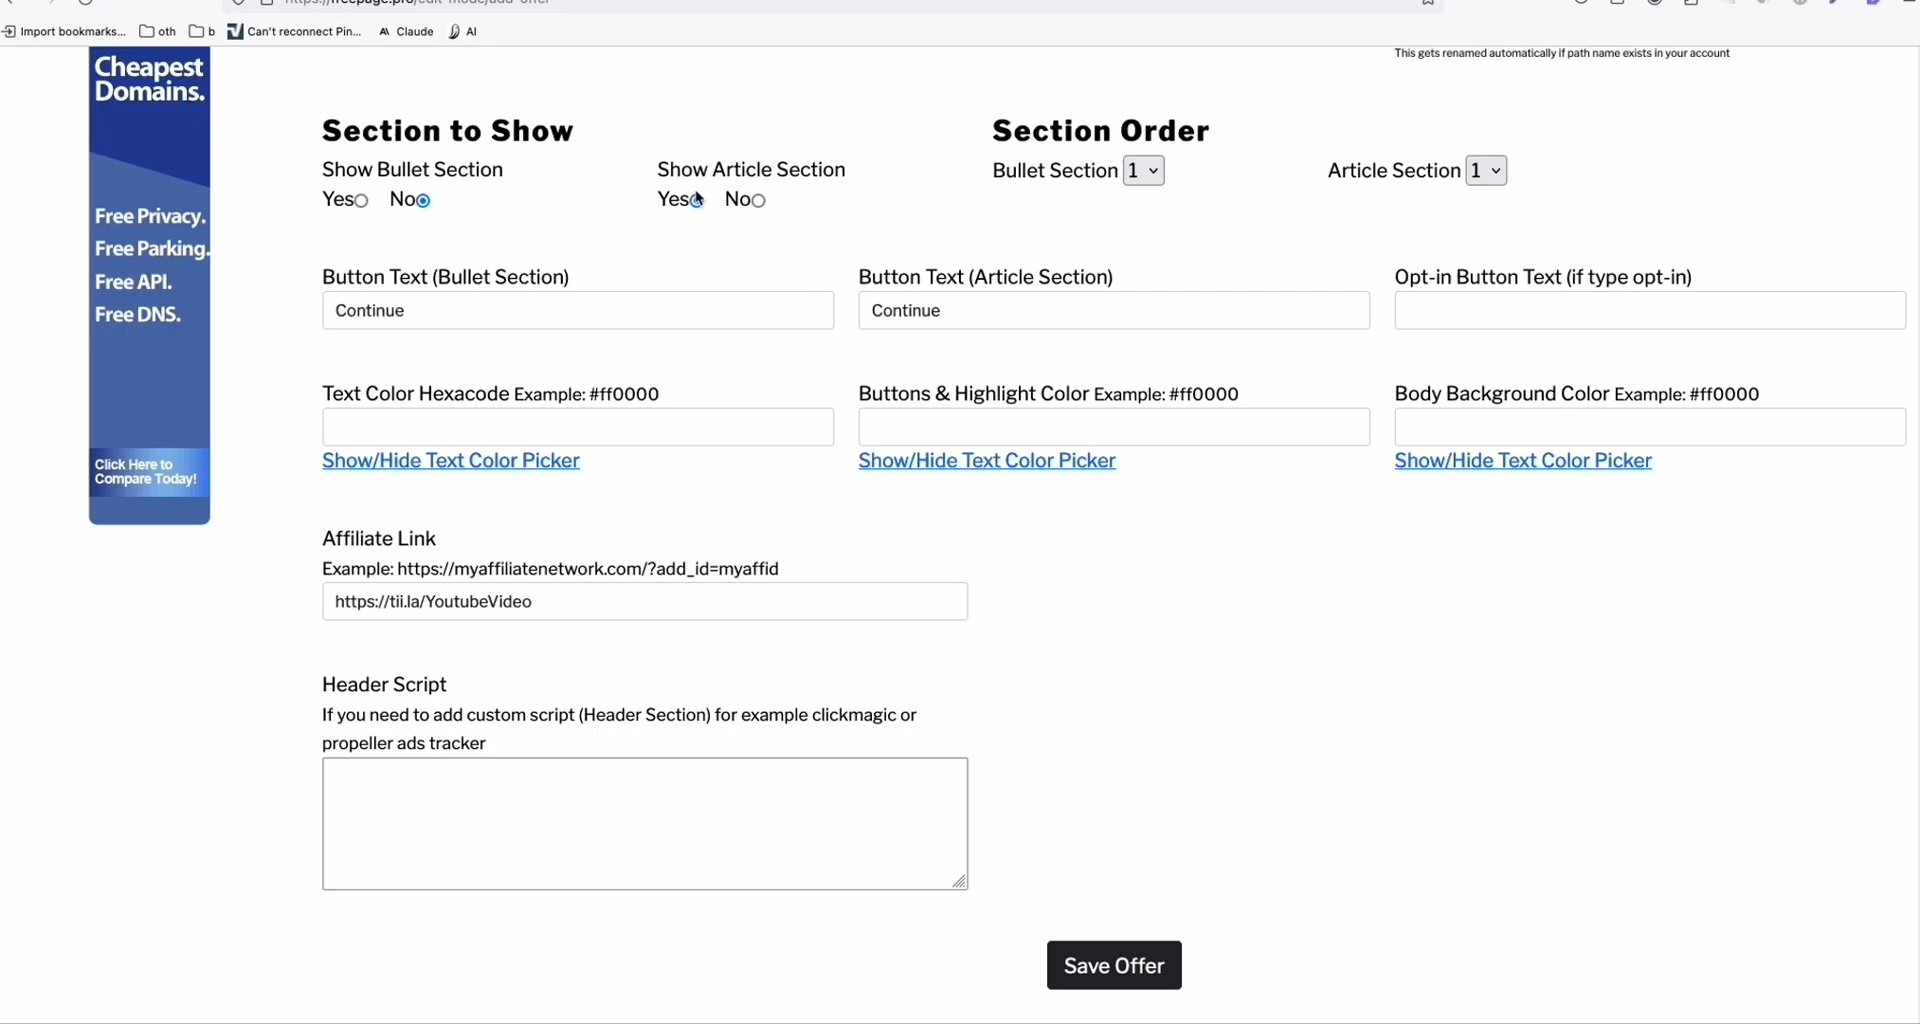 https://freepage.pro/edit-mode/add-offer
Import bookmarks... oth b Can't reconnect Pin... Claude AI
This gets renamed automatically if path name exists in your account
Cheapest
Domains.
Free Privacy.
Free Parking.
Free API.
Free DNS.
Click Here to
Compare Today!
Section to Show
Section Order
Show Bullet Section
Show Article Section
Bullet Section 1
Article Section 1
Yes No
Yes No
Button Text (Bullet Section)
Button Text (Article Section)
Opt-in Button Text (if type opt-in)
Continue
Continue
Text Color Hexacode Example: #ff0000
Buttons & Highlight Color Example: #ff0000
Body Background Color Example: #ff0000
Show/Hide Text Color Picker
Show/Hide Text Color Picker
Show/Hide Text Color Picker
Affiliate Link
Example: https://myaffiliatenetwork.com/?add_id=myaffid
https://tii.la/YoutubeVideo
Header Script
If you need to add custom script (Header Section) for example clickmagic or
propeller ads tracker
Save Offer